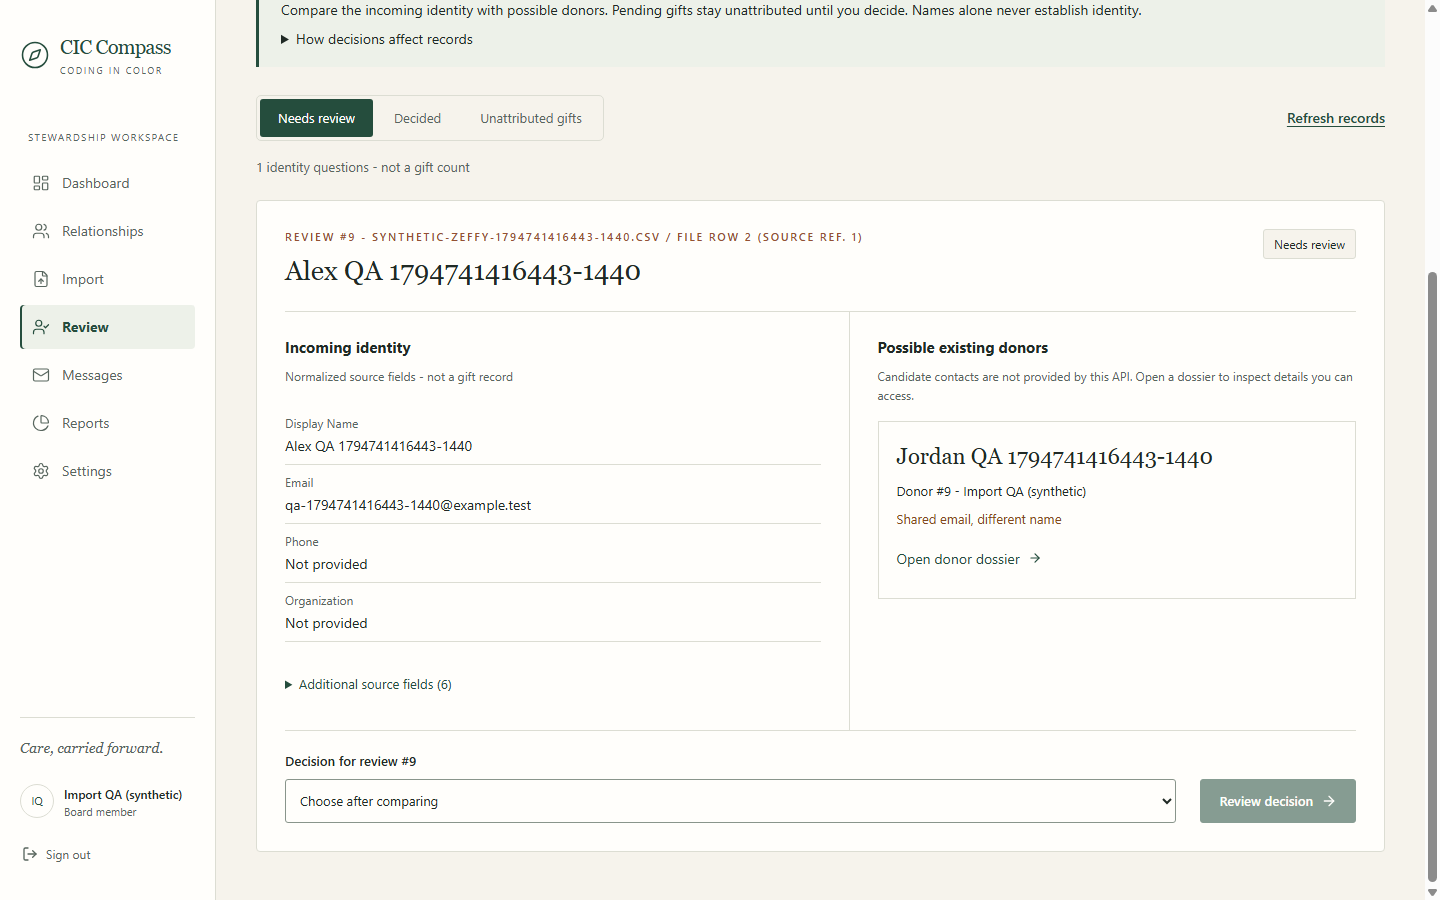 CIC Compass
CODING IN COLOR
STEWARDSHIP WORKSPACE
Dashboard
Relationships
Import
Review
Messages
Reports
Settings
Care, carried forward.
IQ
Import QA (synthetic)
Board member
Sign out
Compare the incoming identity with possible donors. Pending gifts stay unattributed until you decide. Names alone never establish identity.
How decisions affect records
Needs review
Decided
Unattributed gifts
Refresh records
1 identity questions - not a gift count
REVIEW #9 - SYNTHETIC-ZEFFY-1794741416443-1440.CSV / FILE ROW 2 (SOURCE REF. 1)
Needs review
Alex QA 1794741416443-1440
Incoming identity
Normalized source fields - not a gift record
Display Name
Alex QA 1794741416443-1440
Email
qa-1794741416443-1440@example.test
Phone
Not provided
Organization
Not provided
Additional source fields (6)
Possible existing donors
Candidate contacts are not provided by this API. Open a dossier to inspect details you can
access.
Jordan QA 1794741416443-1440
Donor #9 - Import QA (synthetic)
Shared email, different name
Open donor dossier
Decision for review #9
Choose after comparing
Review decision